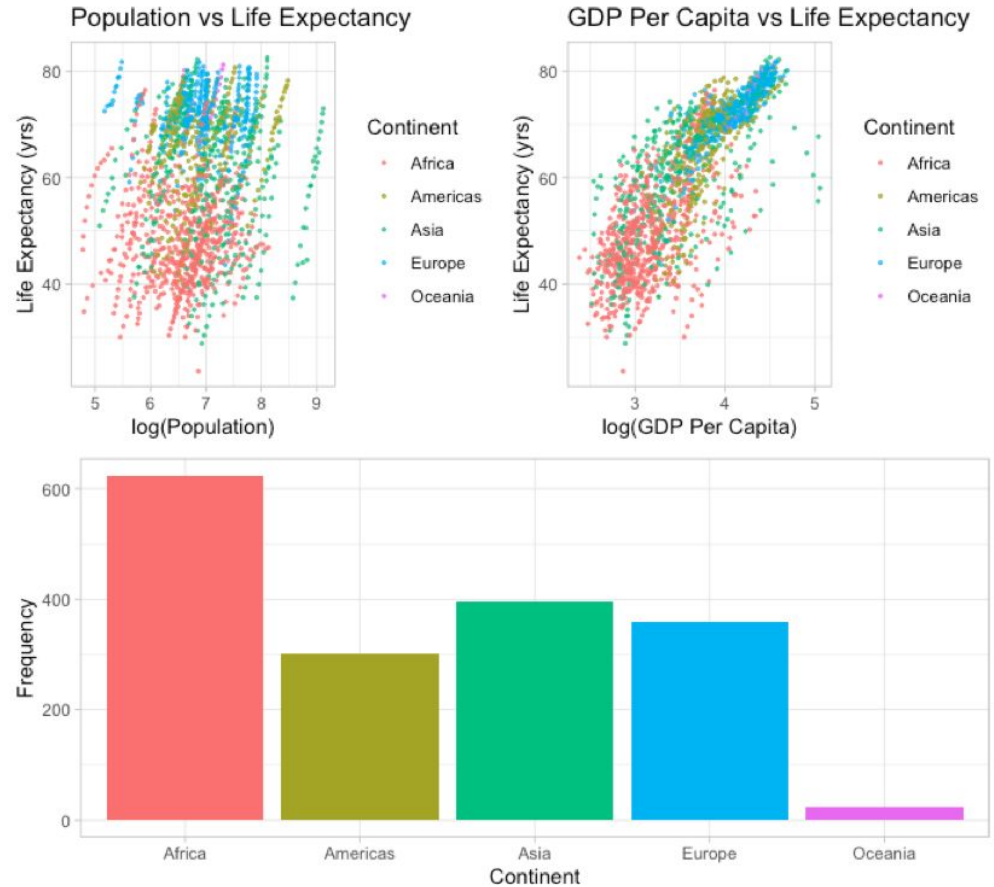 Population vs Life Expectancy
Life Expectancy (yrs)
80
60
40
5 6 7 8 9
log(Population)
Continent
Africa
Americas
Asia
Europe
Oceania
GDP Per Capita vs Life Expectancy
Life Expectancy (yrs)
80
60
40
3 4 5
log(GDP Per Capita)
Continent
Africa
Americas
Asia
Europe
Oceania
Frequency
600
400
200
0
Africa Americas Asia Europe Oceania
Continent